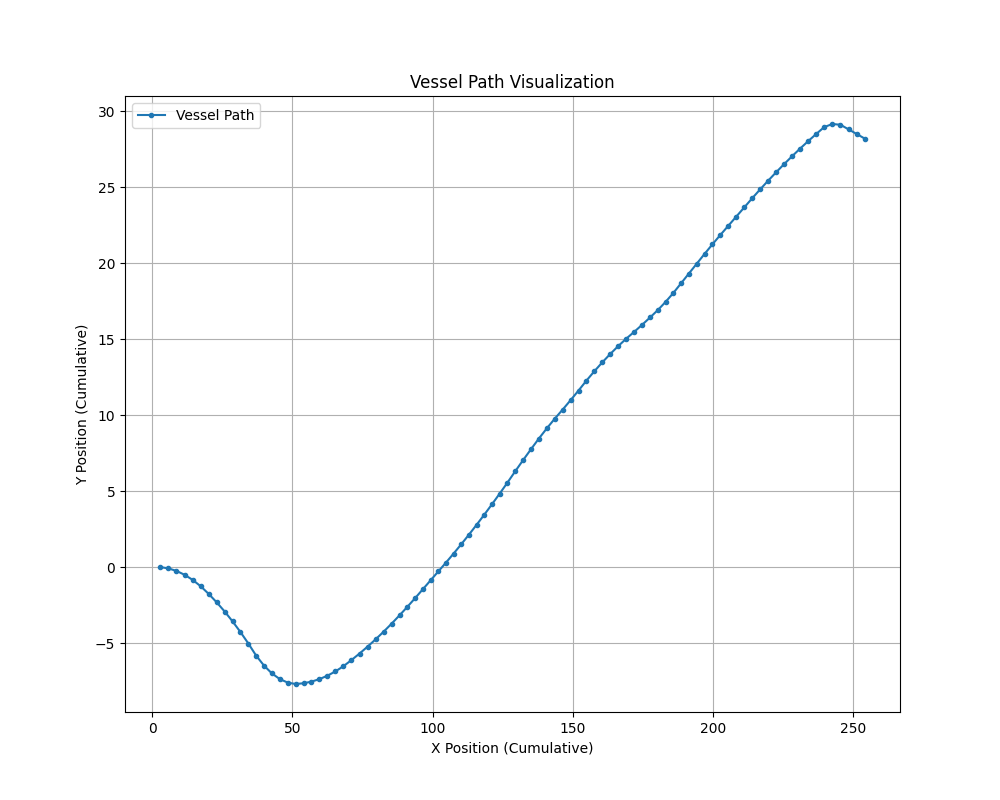 Vessel Path Visualization
Vessel Path
30
25
20
15
10
5
0
−5
0 50 100 150 200 250
Y Position (Cumulative)
X Position (Cumulative)